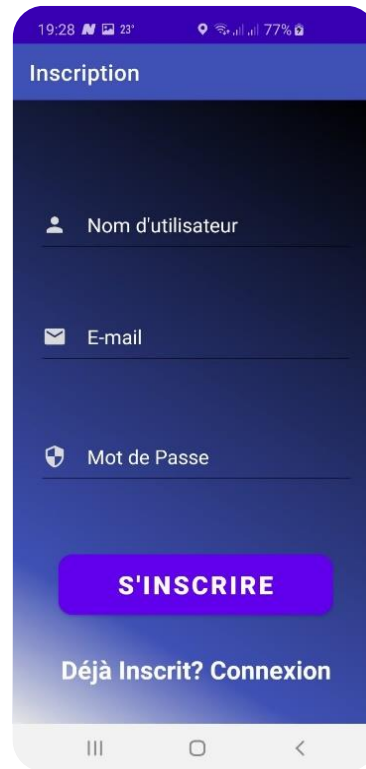 19:28 N 23° 77%
Inscription
Nom d'utilisateur
E-mail
Mot de Passe
S'INSCRIRE
Déjà Inscrit? Connexion